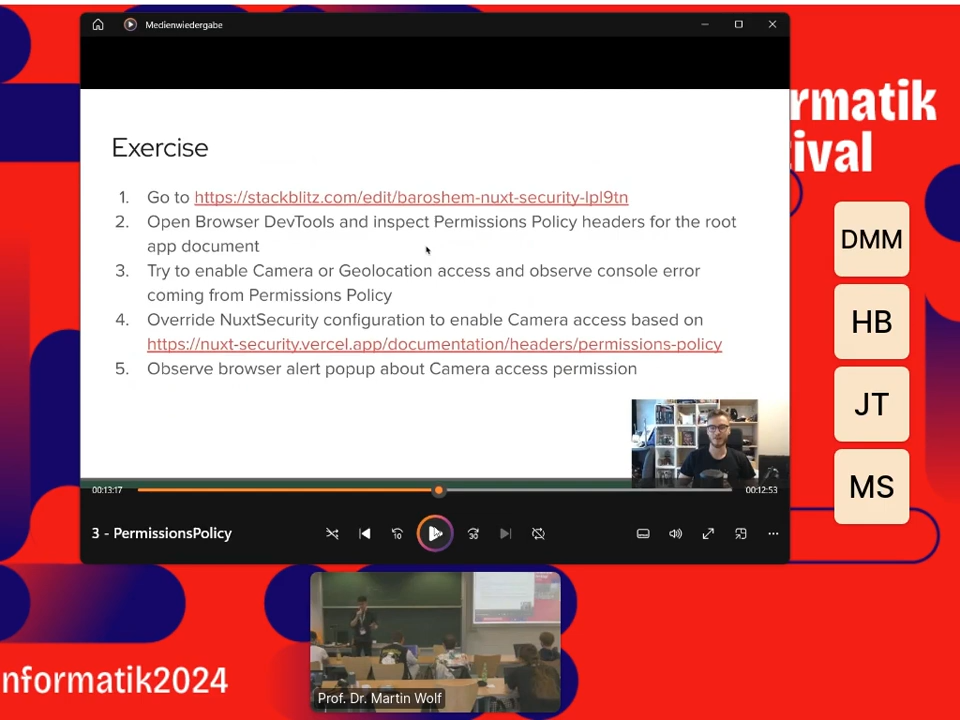 Medienwiedergabe
rmatik
ival
Exercise
1. Go to https://stackblitz.com/edit/baroshem-nuxt-security-lpl9tn
2. Open Browser DevTools and inspect Permissions Policy headers for the root
app document
3. Try to enable Camera or Geolocation access and observe console error
coming from Permissions Policy
4. Override NuxtSecurity configuration to enable Camera access based on
https://nuxt-security.vercel.app/documentation/headers/permissions-policy
5. Observe browser alert popup about Camera access permission
DMM
HB
JT
MS
00:13:17
00:12:53
3 - PermissionsPolicy
10
30
nformatik2024
Prof. Dr. Martin Wolf